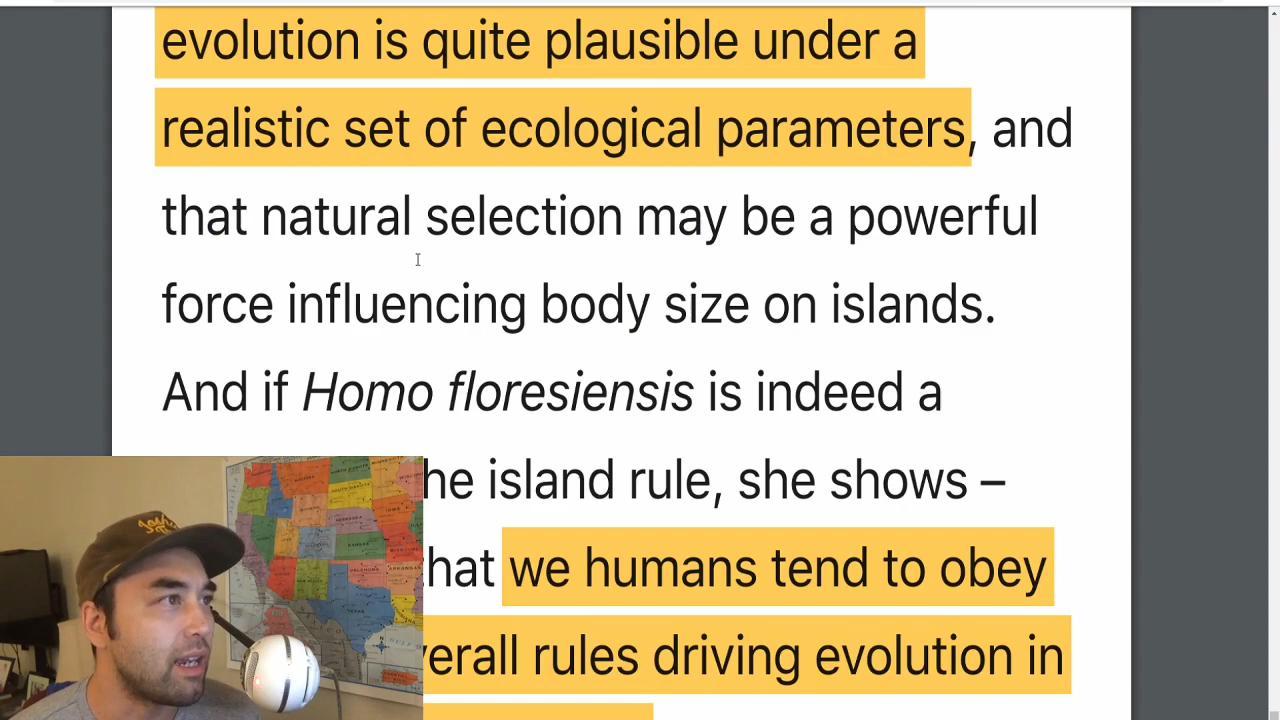 evolution is quite plausible under a
realistic set of ecological parameters, and
that natural selection may be a powerful
force influencing body size on islands.
And if Homo floresiensis is indeed a
he island rule, she shows –
that we humans tend to obey
verall rules driving evolution in